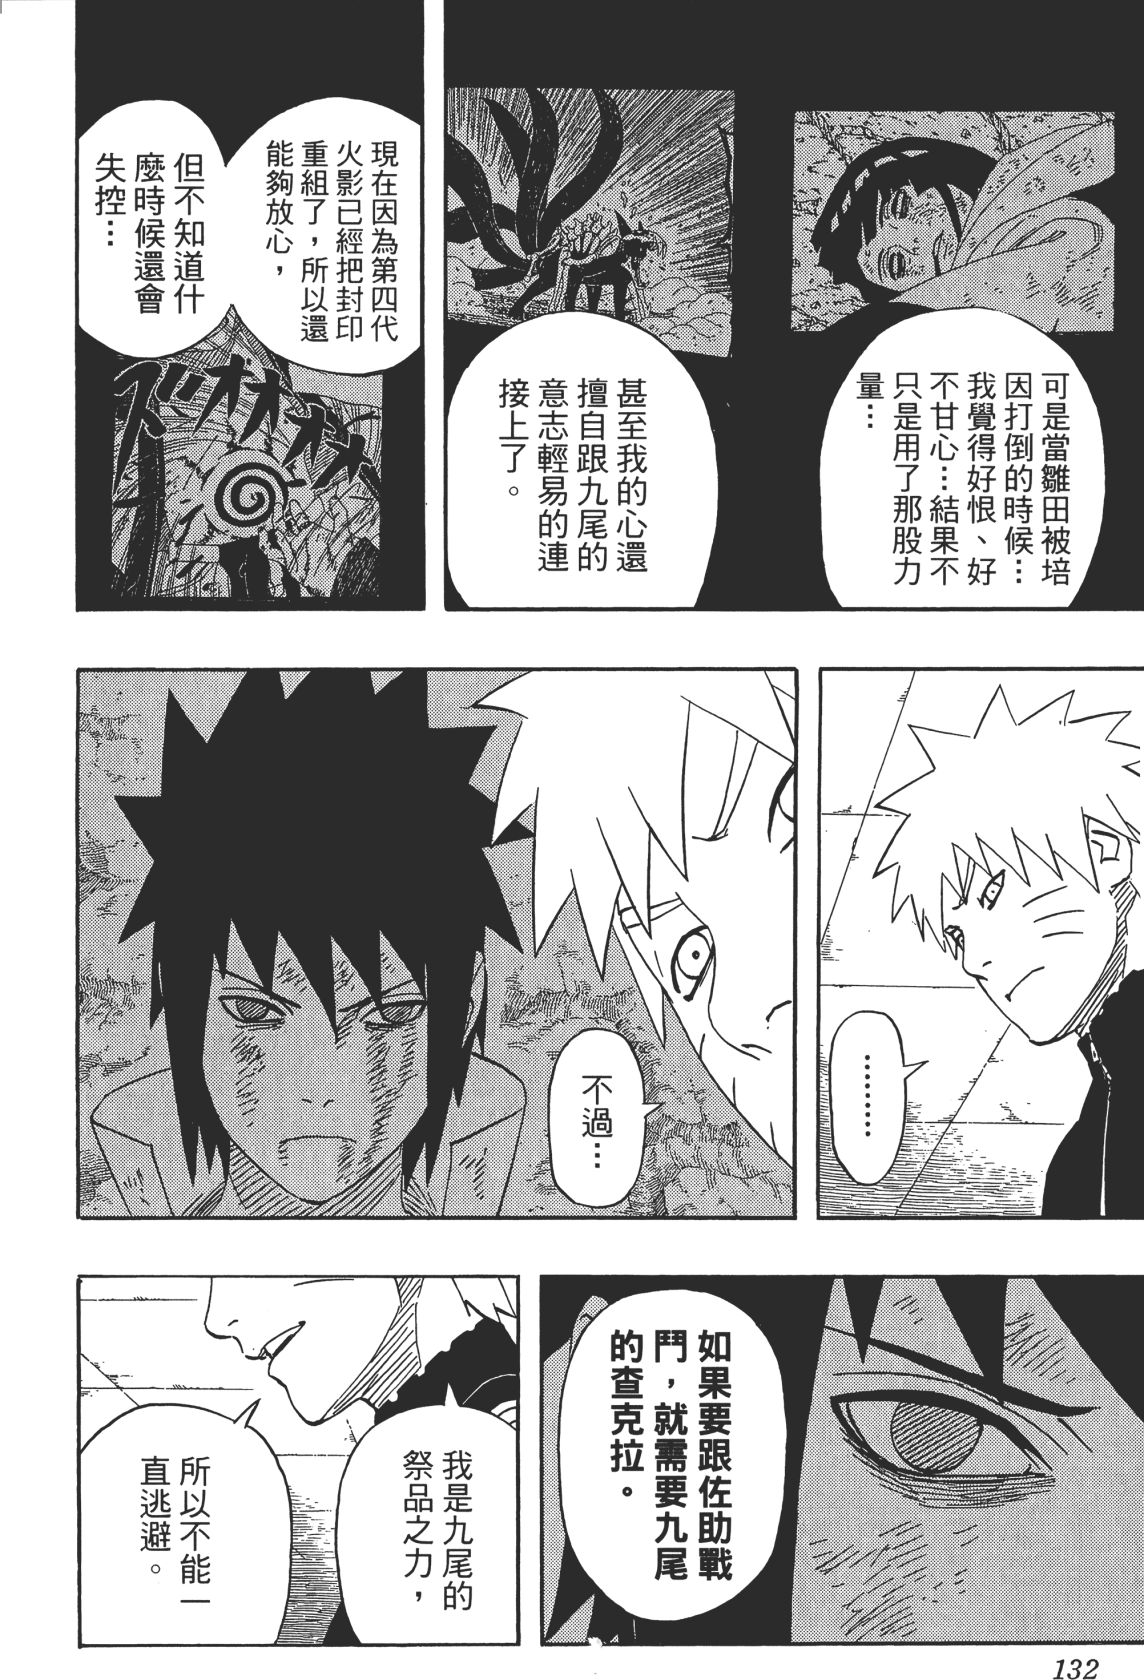 可是當雛田被培
因打倒的時候…
我覺得好恨、好
不甘心…結果不
只是用了那股力
量…
甚至我的心還
擅自跟九尾的
意志輕易的連
接上了。
現在因為第四代
火影已經把封印
重組了，所以還
能夠放心，
但不知道什
麼時候還會
失控…
ズオオオオ
………
不過…
如果要跟佐助戰
鬥，就需要九尾
的查克拉。
我是九尾的
祭品之力，
所以不能一
直逃避。
132